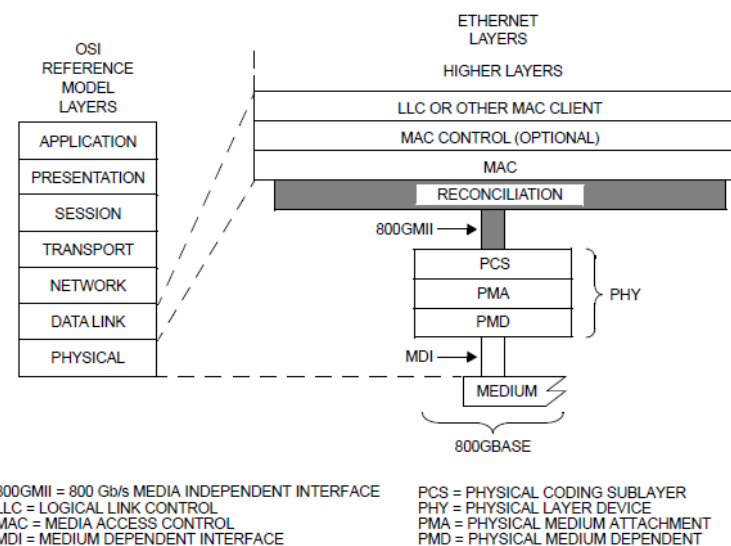 OSI
REFERENCE
MODEL
LAYERS
APPLICATION
PRESENTATION
SESSION
TRANSPORT
NETWORK
DATA LINK
PHYSICAL
ETHERNET
LAYERS
HIGHER LAYERS
LLC OR OTHER MAC CLIENT
MAC CONTROL (OPTIONAL)
MAC
RECONCILIATION
800GMII
PCS
PMA
PMD
PHY
MDI
MEDIUM
800GBASE
800GMII = 800 Gb/s MEDIA INDEPENDENT INTERFACE
LLC = LOGICAL LINK CONTROL
MAC = MEDIA ACCESS CONTROL
MDI = MEDIUM DEPENDENT INTERFACE
PCS = PHYSICAL CODING SUBLAYER
PHY = PHYSICAL LAYER DEVICE
PMA = PHYSICAL MEDIUM ATTACHMENT
PMD = PHYSICAL MEDIUM DEPENDENT